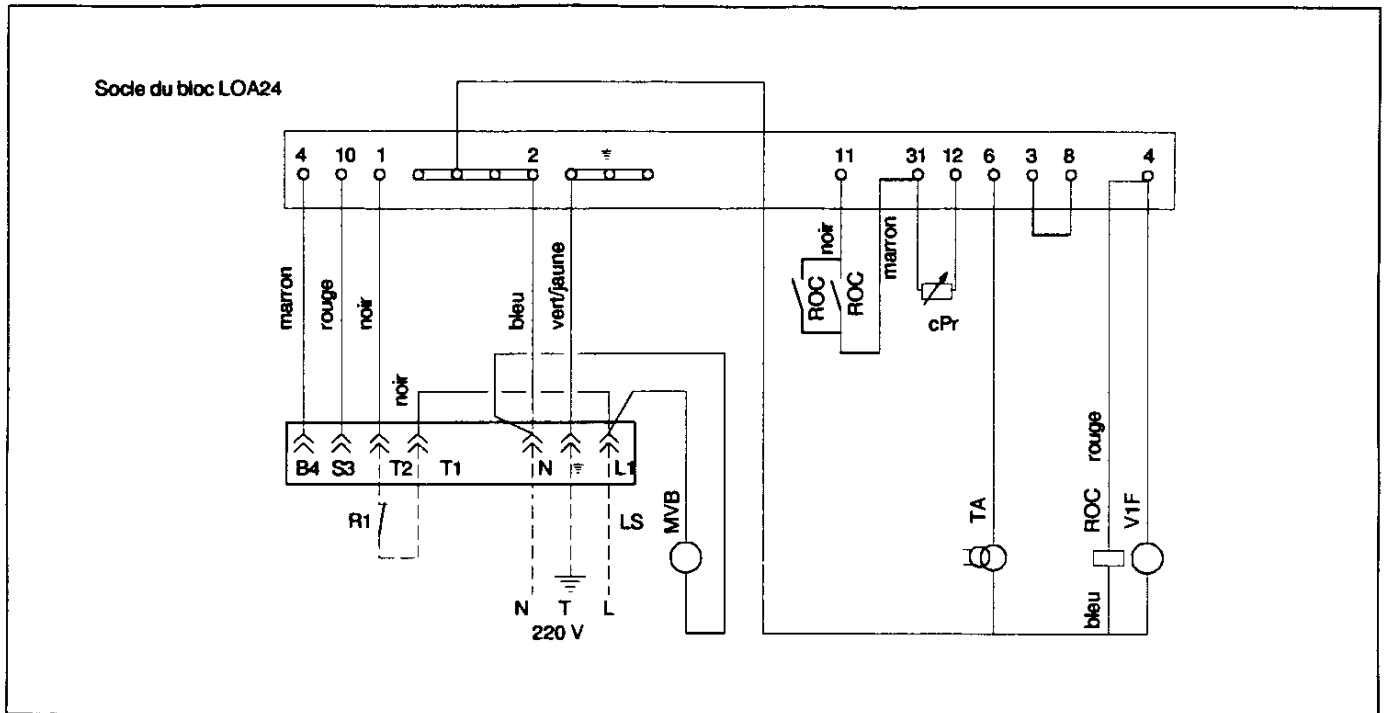 Socle du bloc LOA24
4 10 1 2 11 31 12 6 3 8 4
marron
rouge
noir
bleu
vert/jaune
noir
noir
ROC
ROC
marron
cPr
B4 S3 T2 T1 N L1
R1
LS
MVB
TA
rouge
ROC
bleu
V1F
N T L
220 V